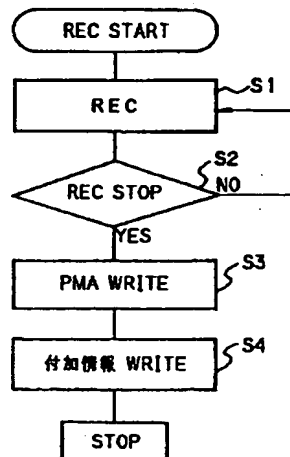 REC START
REC
S1
S2
REC STOP
NO
YES
PMA WRITE
S3
付加情報 WRITE
S4
STOP